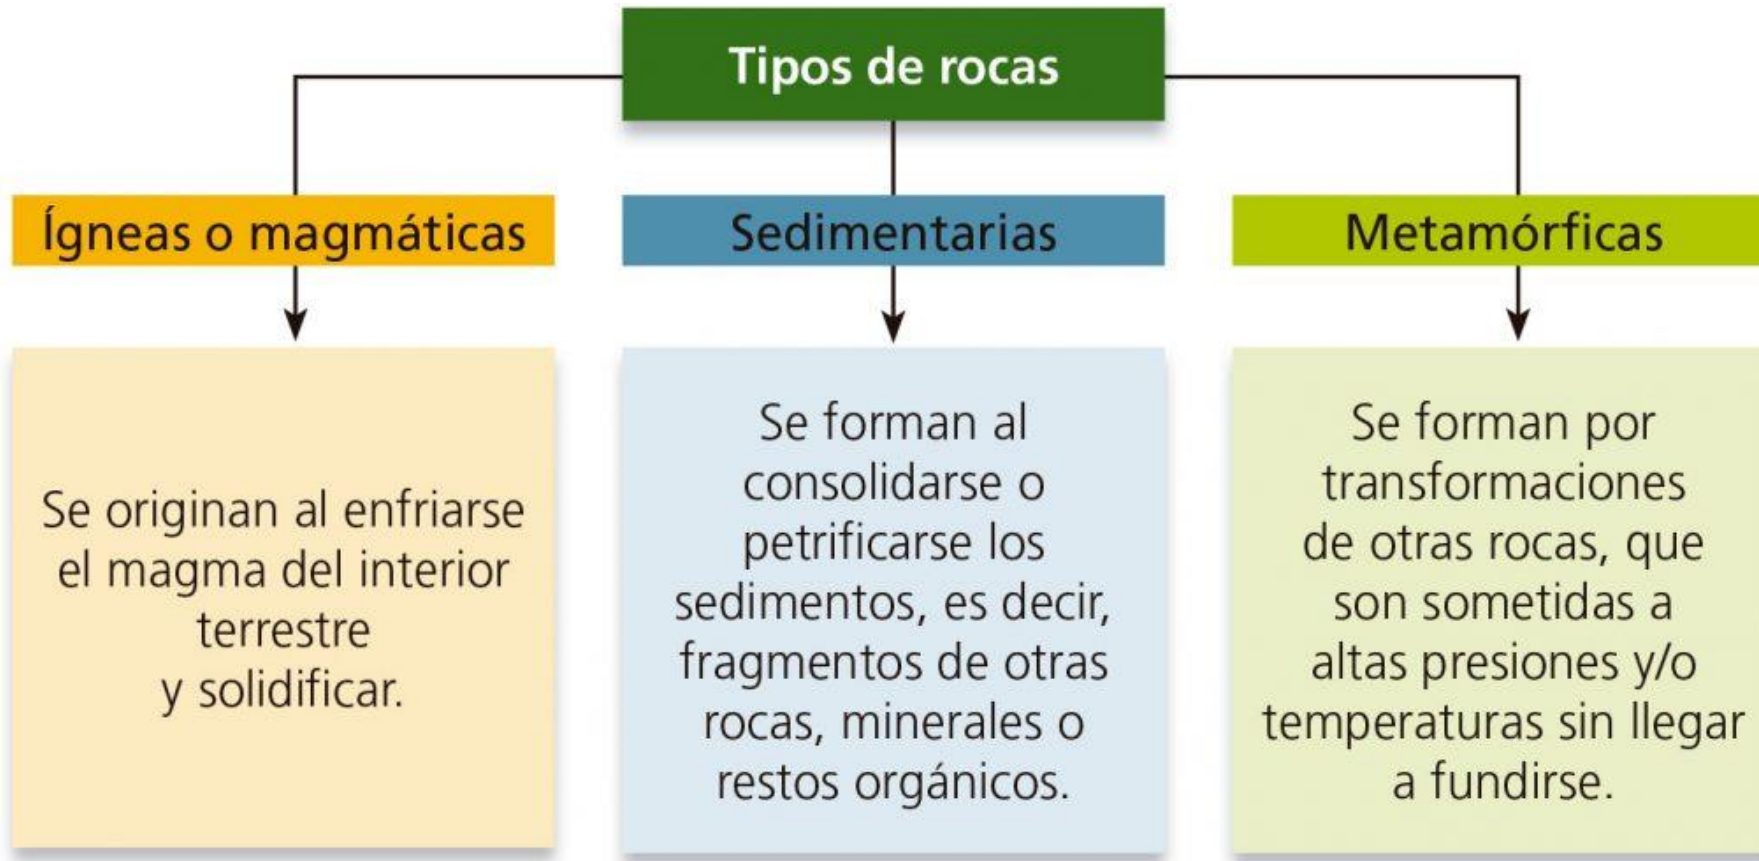 Tipos de rocas
Ígneas o magmáticas
Se originan al enfriarse
el magma del interior
terrestre
y solidificar.
Sedimentarias
Se forman al
consolidarse o
petrificarse los
sedimentos, es decir,
fragmentos de otras
rocas, minerales o
restos orgánicos.
Metamórficas
Se forman por
transformaciones
de otras rocas, que
son sometidas a
altas presiones y/o
temperaturas sin llegar
a fundirse.